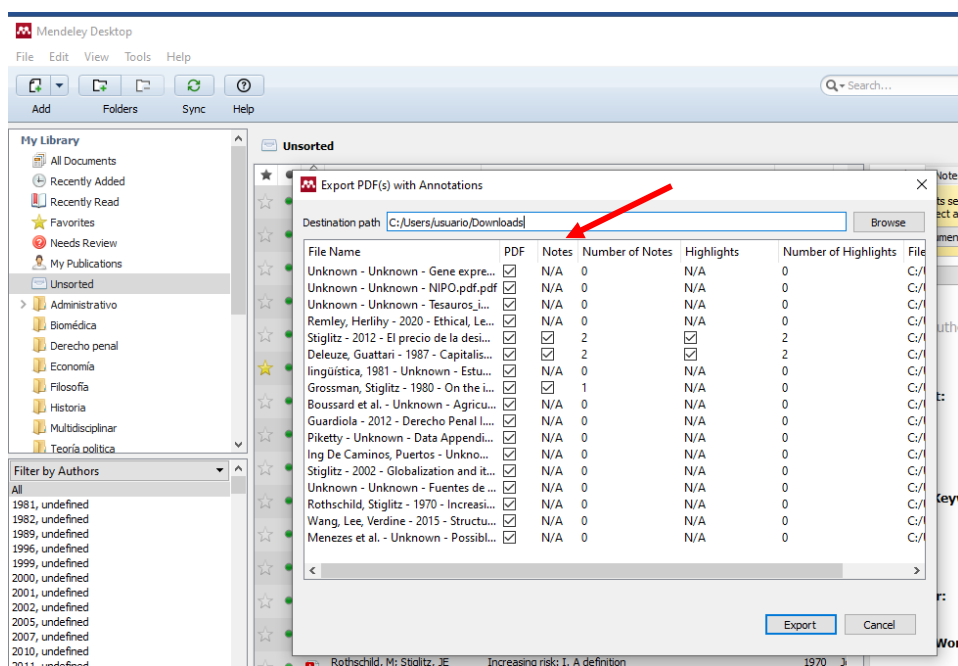 Mendeley Desktop
File Edit View Tools Help
Search...
Add Folders Sync Help
My Library
All Documents
Recently Added
Recently Read
Favorites
Needs Review
My Publications
Unsorted
Administrativo
Biomédica
Derecho penal
Economía
Filosofía
Historia
Multidisciplinar
Teoría política
Filter by Authors
All
1981, undefined
1982, undefined
1989, undefined
1996, undefined
1999, undefined
2000, undefined
2001, undefined
2002, undefined
2005, undefined
2007, undefined
2010, undefined
2011, undefined
Unsorted
Export PDF(s) with Annotations
Destination path C:/Users/usuario/Downloads Browse
File Name PDF Notes Number of Notes Highlights Number of Highlights File
Unknown - Unknown - Gene expre... N/A 0 N/A 0 C:/
Unknown - Unknown - NIPO.pdf.pdf N/A 0 N/A 0 C:/
Unknown - Unknown - Tesauros_i... N/A 0 N/A 0 C:/
Remley, Herlihy - 2020 - Ethical, Le... N/A 0 N/A 0 C:/
Stiglitz - 2012 - El precio de la desi... 2 2 C:/
Deleuze, Guattari - 1987 - Capitalis... 2 2 C:/
lingüística, 1981 - Unknown - Estu... N/A 0 N/A 0 C:/
Grossman, Stiglitz - 1980 - On the i... 1 N/A 0 C:/
Boussard et al. - Unknown - Agricu... N/A 0 N/A 0 C:/
Guardiola - 2012 - Derecho Penal I.... N/A 0 N/A 0 C:/
Piketty - Unknown - Data Appendi... N/A 0 N/A 0 C:/
Ing De Caminos, Puertos - Unkno... N/A 0 N/A 0 C:/
Stiglitz - 2002 - Globalization and it... N/A 0 N/A 0 C:/
Unknown - Unknown - Fuentes de ... N/A 0 N/A 0 C:/
Rothschild, Stiglitz - 1970 - Increasi... N/A 0 N/A 0 C:/
Wang, Lee, Verdine - 2015 - Structu... N/A 0 N/A 0 C:/
Menezes et al. - Unknown - Possibl... N/A 0 N/A 0 C:/
Export Cancel
Rothschild, M; Stiglitz, JE Increasing risk: I. A definition 1970